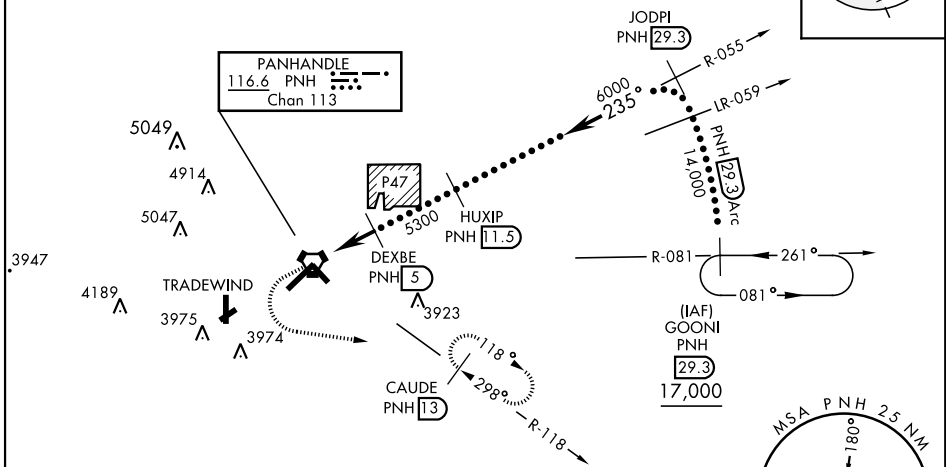 JODPI
PNH 29.3
R-055
PANHANDLE
116.6 PNH
Chan 113
6000
235°
LR-059
5049
PNH 29.3 Arc
14,000
4914
P47
5047
5300
HUXIP
PNH 11.5
3947
DEXBE
PNH 5
R-081
261°
TRADEWIND
081°
4189
3923
3975
3974
(IAF)
GOONI
PNH
29.3
17,000
118°
298°
CAUDE
PNH 13
R-118
MSA PNH 25 NM
180°